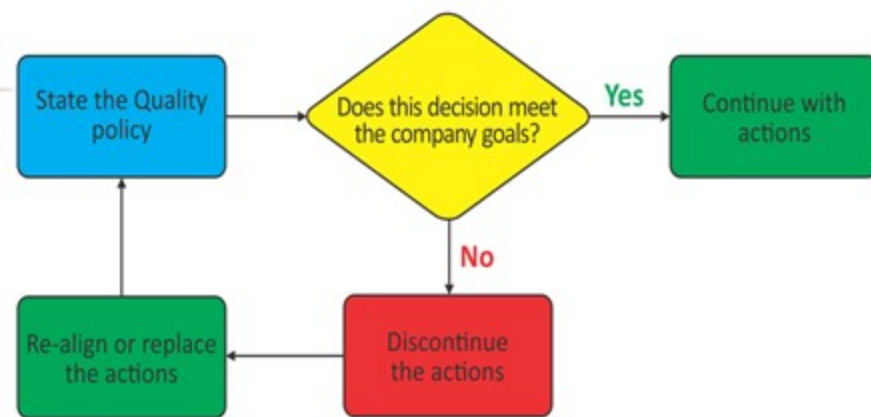 State the Quality
policy
Does this decision meet
the company goals?
Yes
Continue with
actions
No
Re-align or replace
the actions
Discontinue
the actions